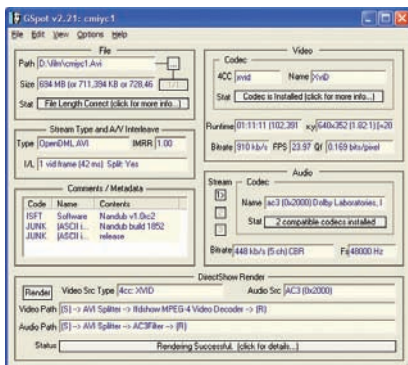 GSpot v2.21: cmiyc1
File Edit View Options Help
File
Path D:\film\cmiyc1.Avi ...
Size 694 MB (or 711,394 KB or 728,46 1/1
Stat File Length Correct (click for more info...)
Stream Type and A/V Interleave
Type OpenDML AVI IMRR 1.00
I/L 1 vid frame (42 ms) Split: Yes
Comments / Metadata
Code Name Contents
ISFT Software Nandub v1.0rc2
JUNK (ASCII i... Nandub build 1852
JUNK (ASCII i... release
Video
Codec
4CC xvid Name XviD
Stat Codec is Installed (click for more info...)
Runtime 01:11:11 (102,391 x:y 640x352 (1.82:1) [=20
Bitrate 910 kb/s FPS 23.97 Qf 0.169 bits/pixel
Audio
Stream Codec
1>
2
3
Name ac3 (0x2000) Dolby Laboratories, I
Stat 2 compatible codecs installed
Bitrate 448 kb/s (5 ch) CBR Fs 48000 Hz
DirectShow Render
Render Video Src Type 4cc: XVID Audio Src AC3 (0x2000)
Video Path (S) -> AVI Splitter -> ffdshow MPEG-4 Video Decoder -> (R)
Audio Path (S) -> AVI Splitter -> AC3Filter -> (R)
Status Rendering Successful. (click for details...)